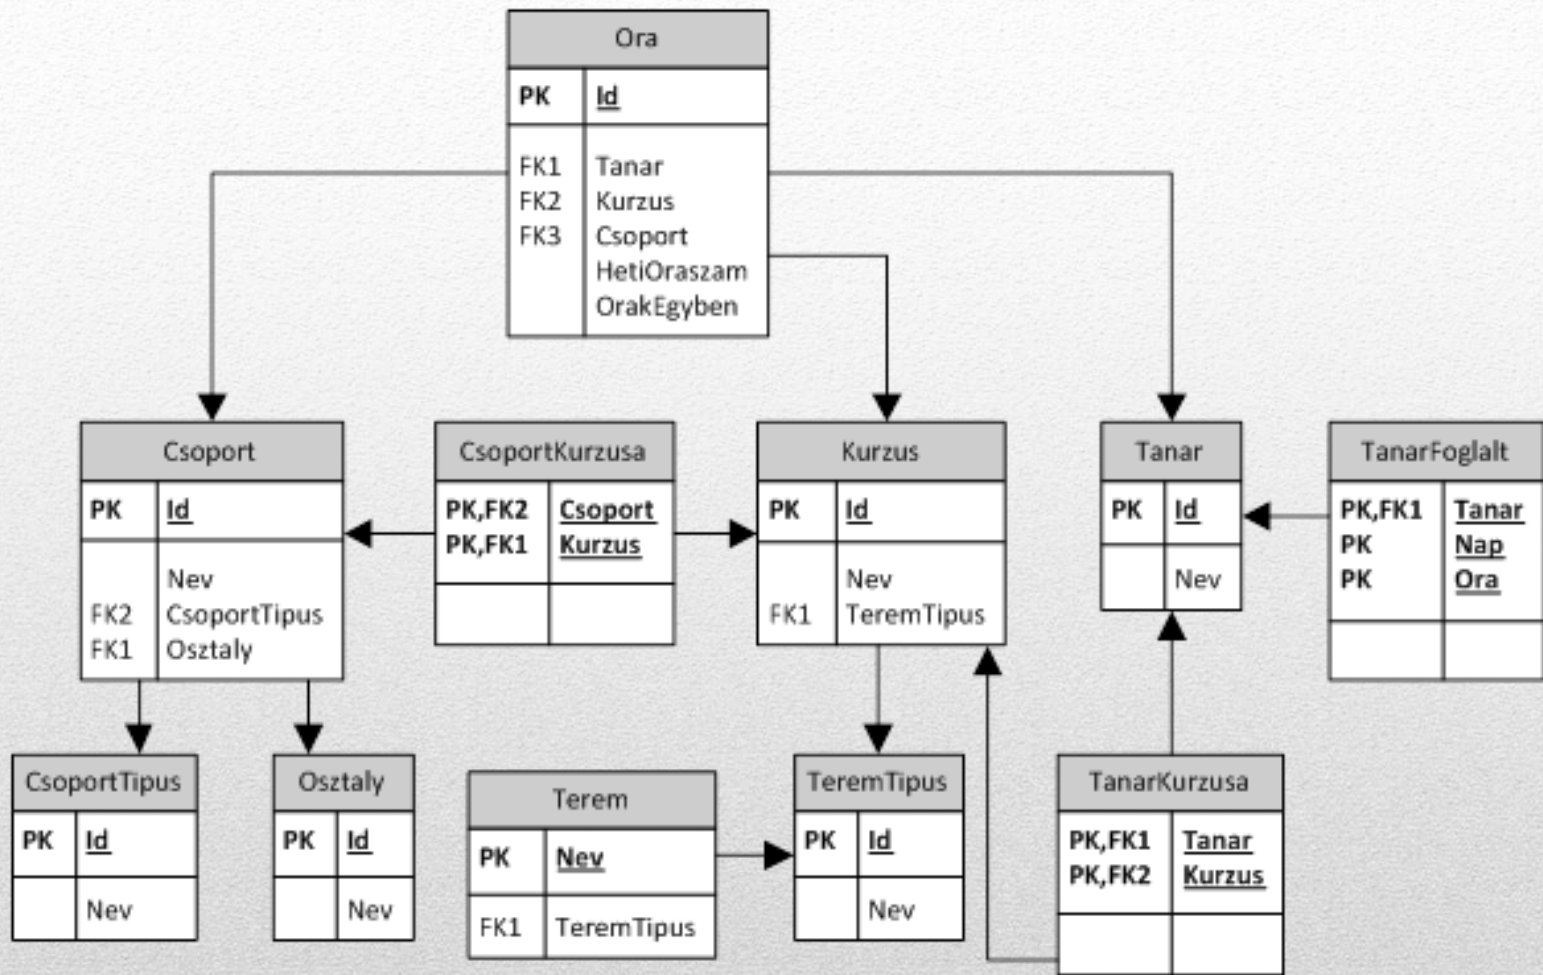 Ora
PK Id
FK1 Tanar
FK2 Kurzus
FK3 Csoport
HetiOraszam
OrakEgyben
Csoport
PK Id
Nev
FK2 CsoportTipus
FK1 Osztaly
CsoportKurzusa
PK,FK2 Csoport
PK,FK1 Kurzus
Kurzus
PK Id
Nev
FK1 TeremTipus
Tanar
PK Id
Nev
TanarFoglalt
PK,FK1 Tanar
PK Nap
PK Ora
CsoportTipus
PK Id
Nev
Osztaly
PK Id
Nev
Terem
PK Nev
FK1 TeremTipus
TeremTipus
PK Id
Nev
TanarKurzusa
PK,FK1 Tanar
PK,FK2 Kurzus